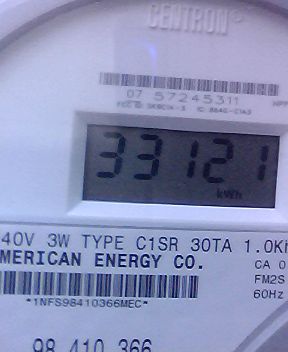 CENTRON®
07 57245311
33121
kWh
40V 3W TYPE C1SR 30TA 1.0K
MERICAN ENERGY CO. CA 0
FM2S
60Hz
*1NFS98410366MEC*
98 410 366